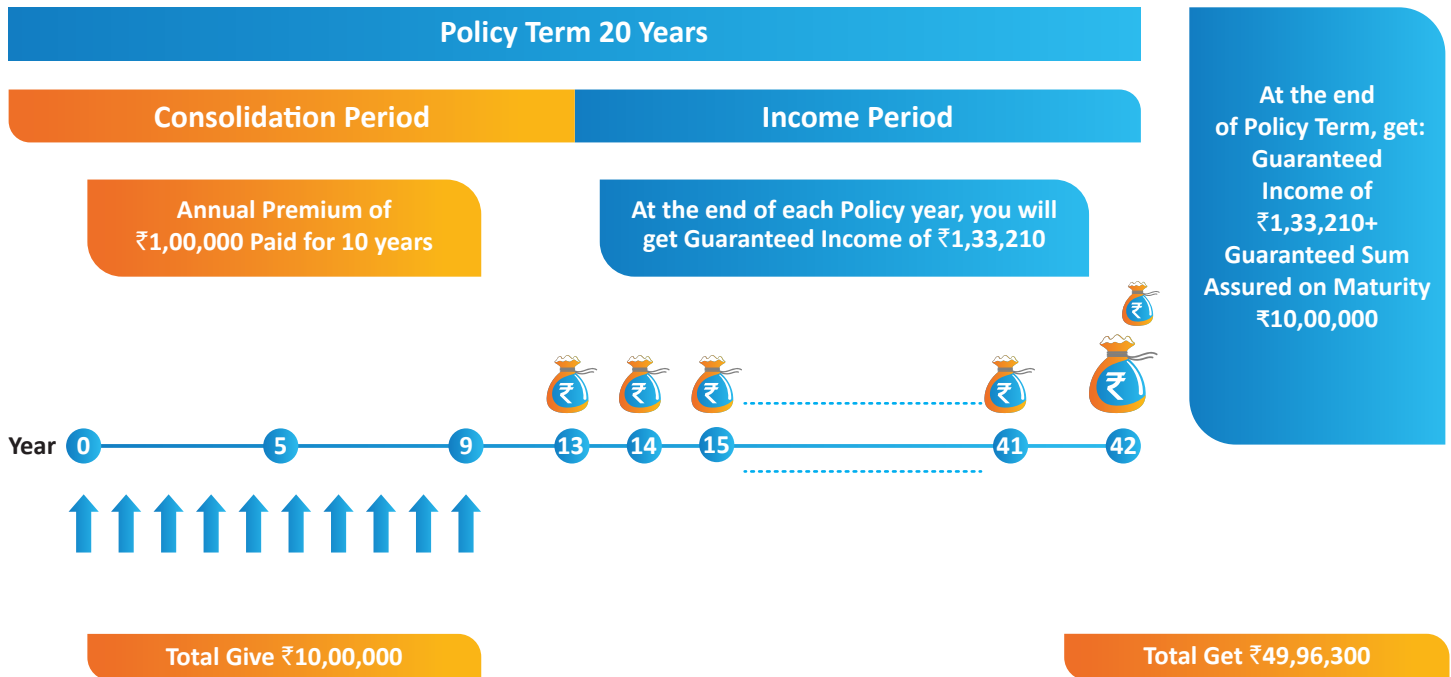 Policy Term 20 Years
Consolidation Period
Income Period
Annual Premium of
₹1,00,000 Paid for 10 years
At the end of each Policy year, you will
get Guaranteed Income of ₹1,33,210
At the end
of Policy Term, get:
Guaranteed
Income of
₹1,33,210+
Guaranteed Sum
Assured on Maturity
₹10,00,000
₹
₹ ₹ ₹ ₹ ₹
Year 0 5 9 13 14 15 41 42
Total Give ₹10,00,000
Total Get ₹49,96,300